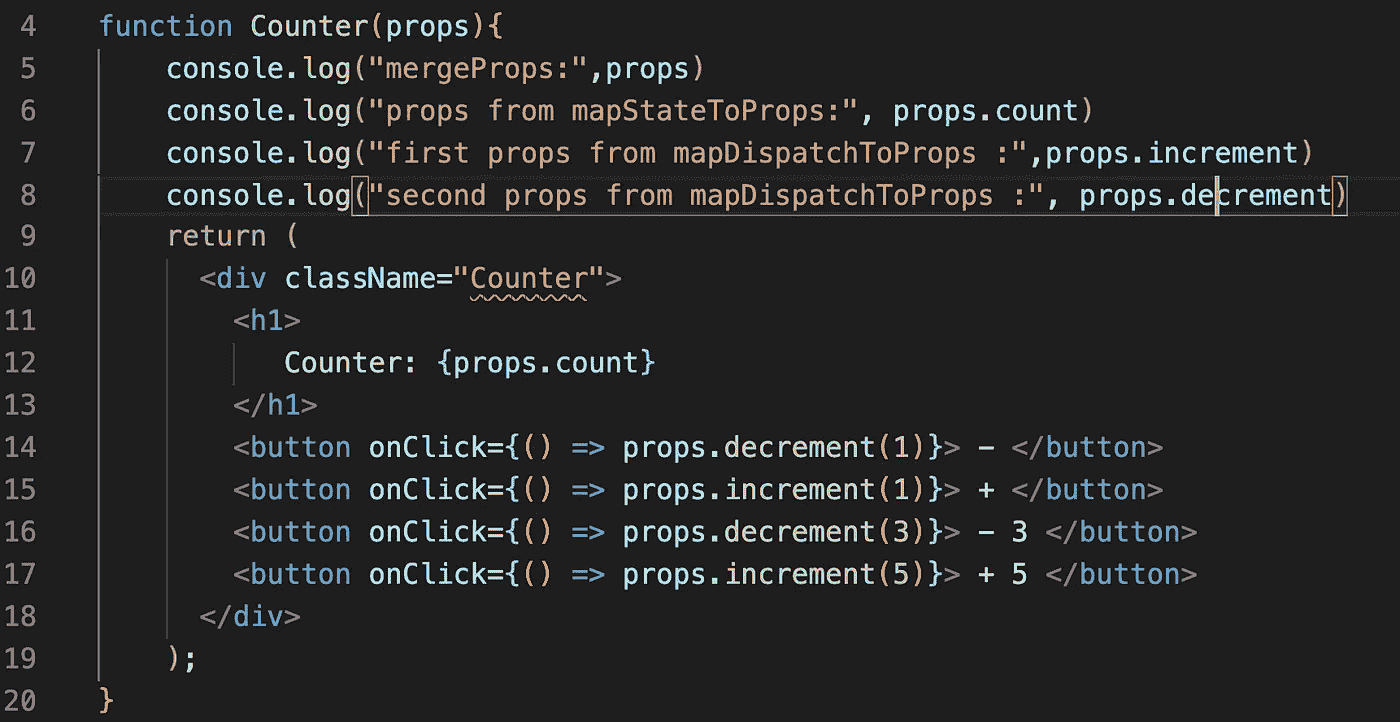 4 function Counter(props){
5 console.log("mergeProps:",props)
6 console.log("props from mapStateToProps:", props.count)
7 console.log("first props from mapDispatchToProps :",props.increment)
8 console.log("second props from mapDispatchToProps :", props.decrement)
9 return (
10 <div className="Counter">
11 <h1>
12 Counter: {props.count}
13 </h1>
14 <button onClick={() => props.decrement(1)}> - </button>
15 <button onClick={() => props.increment(1)}> + </button>
16 <button onClick={() => props.decrement(3)}> - 3 </button>
17 <button onClick={() => props.increment(5)}> + 5 </button>
18 </div>
19 );
20 }